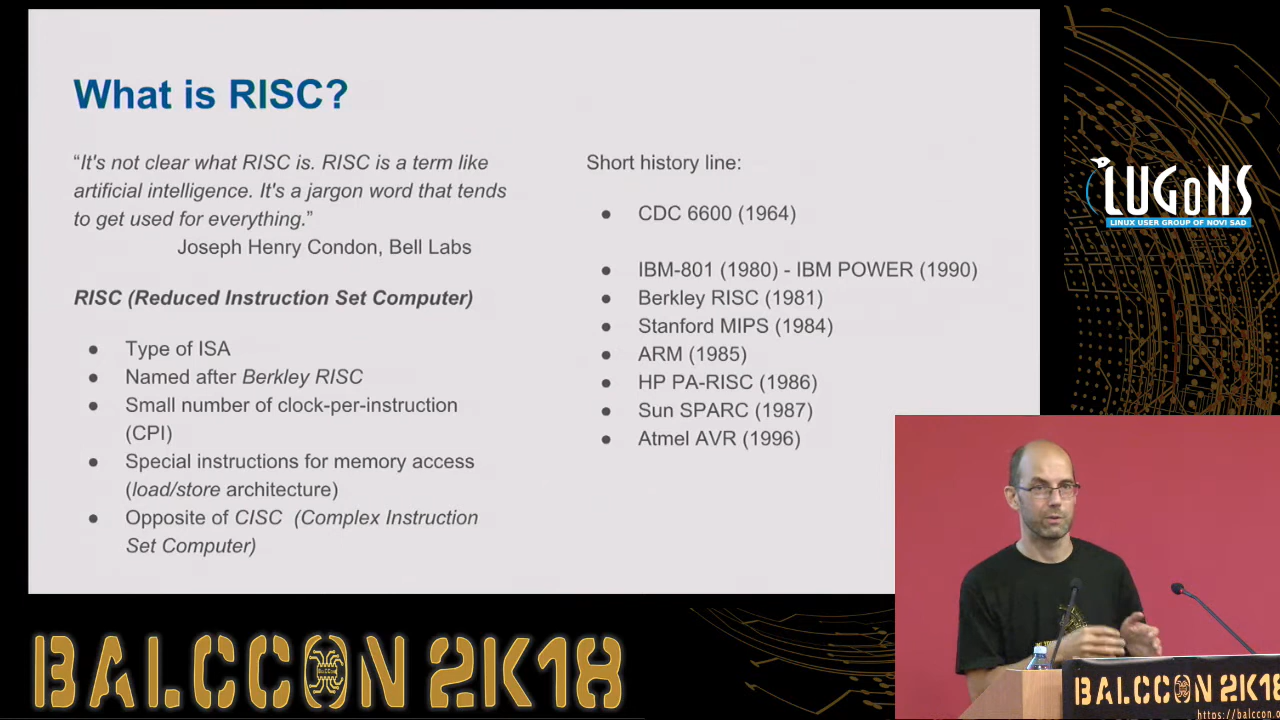 What is RISC?
“It's not clear what RISC is. RISC is a term like
artificial intelligence. It's a jargon word that tends
to get used for everything.”
Joseph Henry Condon, Bell Labs
RISC (Reduced Instruction Set Computer)
● Type of ISA
● Named after Berkley RISC
● Small number of clock-per-instruction
(CPI)
● Special instructions for memory access
(load/store architecture)
● Opposite of CISC (Complex Instruction
Set Computer)
Short history line:
● CDC 6600 (1964)
● IBM-801 (1980) - IBM POWER (1990)
● Berkley RISC (1981)
● Stanford MIPS (1984)
● ARM (1985)
● HP PA-RISC (1986)
● Sun SPARC (1987)
● Atmel AVR (1996)
LUGoNS
LINUX USER GROUP OF NOVI SAD
BALCCON 2K18
BALCCON 2K18
https://balccon.o